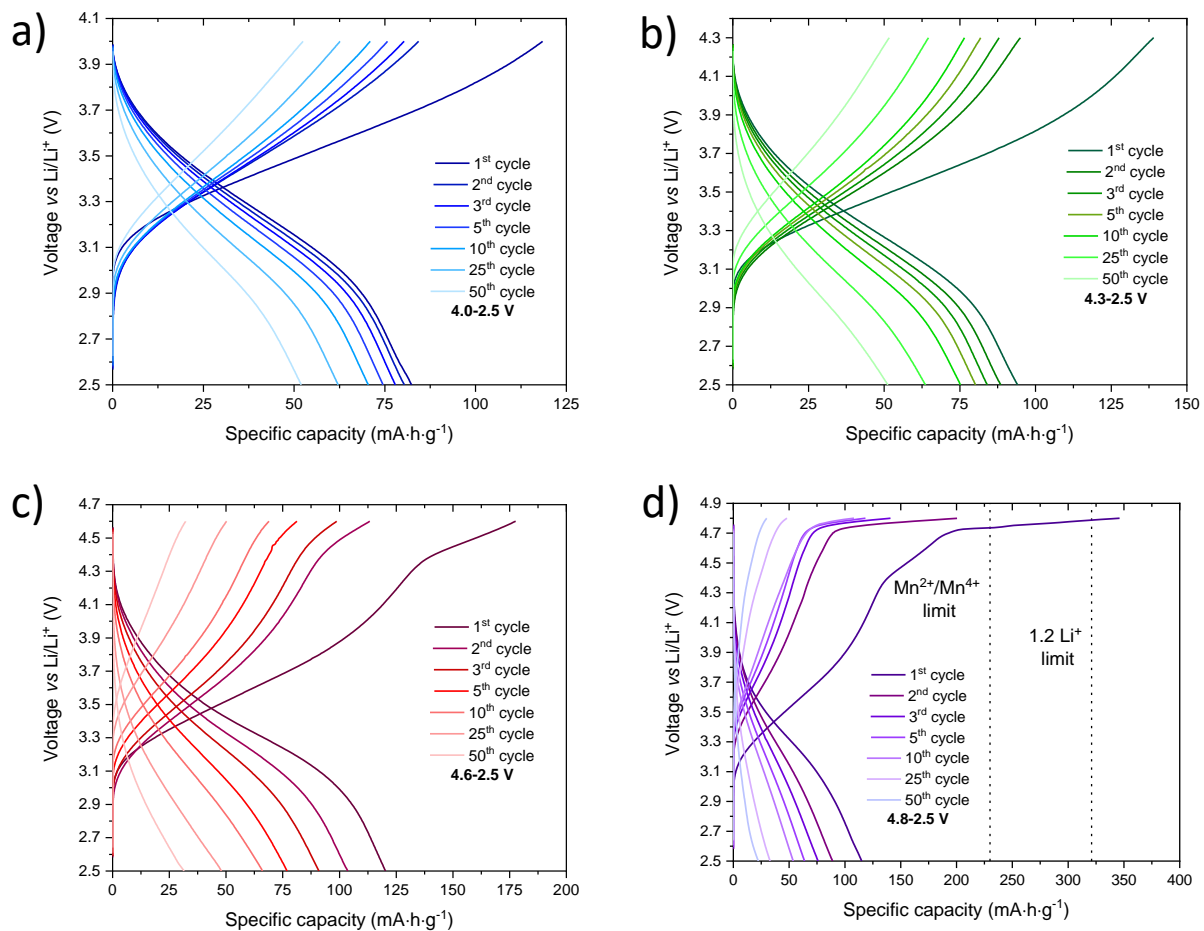 a)
4.1
3.9
3.7
3.5
3.3
3.1
2.9
2.7
2.5
Voltage vs Li/Li⁺ (V)
1st cycle
2nd cycle
3rd cycle
5th cycle
10th cycle
25th cycle
50th cycle
4.0-2.5 V
0 25 50 75 100 125
Specific capacity (mA·h·g⁻¹)
b)
4.3
4.1
3.9
3.7
3.5
3.3
3.1
2.9
2.7
2.5
Voltage vs Li/Li⁺ (V)
1st cycle
2nd cycle
3rd cycle
5th cycle
10th cycle
25th cycle
50th cycle
4.3-2.5 V
0 25 50 75 100 125 150
Specific capacity (mA·h·g⁻¹)
c)
4.7
4.5
4.3
4.1
3.9
3.7
3.5
3.3
3.1
2.9
2.7
2.5
Voltage vs Li/Li⁺ (V)
1st cycle
2nd cycle
3rd cycle
5th cycle
10th cycle
25th cycle
50th cycle
4.6-2.5 V
0 25 50 75 100 125 150 175 200
Specific capacity (mA·h·g⁻¹)
d)
4.9
4.7
4.5
4.3
4.1
3.9
3.7
3.5
3.3
3.1
2.9
2.7
2.5
Voltage vs Li/Li⁺ (V)
Mn²⁺/Mn⁴⁺
limit
1.2 Li⁺
limit
1st cycle
2nd cycle
3rd cycle
5th cycle
10th cycle
25th cycle
50th cycle
4.8-2.5 V
0 50 100 150 200 250 300 350 400
Specific capacity (mA·h·g⁻¹)